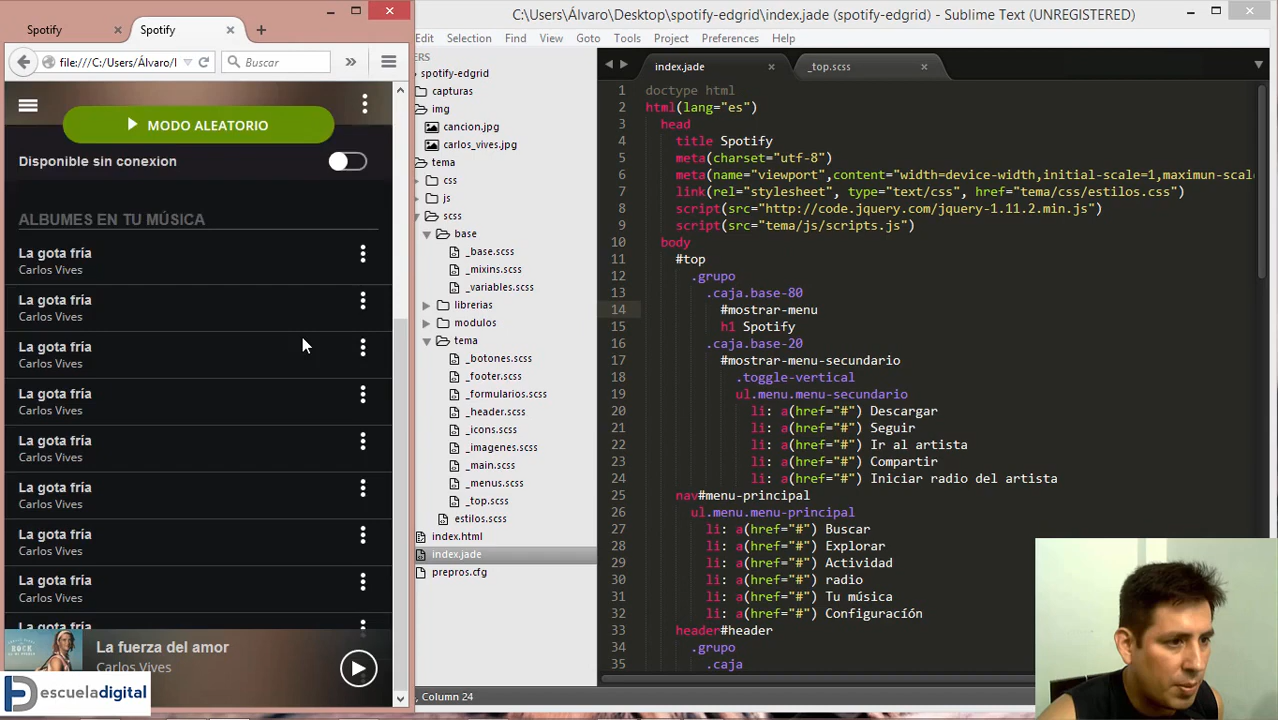 C:\Users\Álvaro\Desktop\spotify-edgrid\index.jade (spotify-edgrid) - Sublime Text (UNREGISTERED)
Spotify
Spotify
file:///C:/Users/Álvaro/
Buscar
MODO ALEATORIO
Disponible sin conexion
ALBUMES EN TU MÚSICA
La gota fría
Carlos Vives
La gota fría
Carlos Vives
La gota fría
Carlos Vives
La gota fría
Carlos Vives
La gota fría
Carlos Vives
La gota fría
Carlos Vives
La gota fría
Carlos Vives
La gota fría
Carlos Vives
La gota fría
La fuerza del amor
Carlos Vives
escueladigital
Edit Selection Find View Goto Tools Project Preferences Help
ERS
spotify-edgrid
capturas
img
cancion.jpg
carlos_vives.jpg
tema
css
js
scss
base
_base.scss
_mixins.scss
_variables.scss
librerias
modulos
tema
_botones.scss
_footer.scss
_formularios.scss
_header.scss
_icons.scss
_imagenes.scss
_main.scss
_menus.scss
_top.scss
estilos.scss
index.html
index.jade
prepros.cfg
index.jade
_top.scss
1 doctype html
2 html(lang="es")
3 head
4 title Spotify
5 meta(charset="utf-8")
6 meta(name="viewport",content="width=device-width,initial-scale=1,maximun-scal
7 link(rel="stylesheet", type="text/css", href="tema/css/estilos.css")
8 script(src="http://code.jquery.com/jquery-1.11.2.min.js")
9 script(src="tema/js/scripts.js")
10 body
11 #top
12 .grupo
13 .caja.base-80
14 #mostrar-menu
15 h1 Spotify
16 .caja.base-20
17 #mostrar-menu-secundario
18 .toggle-vertical
19 ul.menu.menu-secundario
20 li: a(href="#") Descargar
21 li: a(href="#") Seguir
22 li: a(href="#") Ir al artista
23 li: a(href="#") Compartir
24 li: a(href="#") Iniciar radio del artista
25 nav#menu-principal
26 ul.menu.menu-principal
27 li: a(href="#") Buscar
28 li: a(href="#") Explorar
29 li: a(href="#") Actividad
30 li: a(href="#") radio
31 li: a(href="#") Tu música
32 li: a(href="#") Configuracíón
33 header#header
34 .grupo
35 .caja
, Column 24